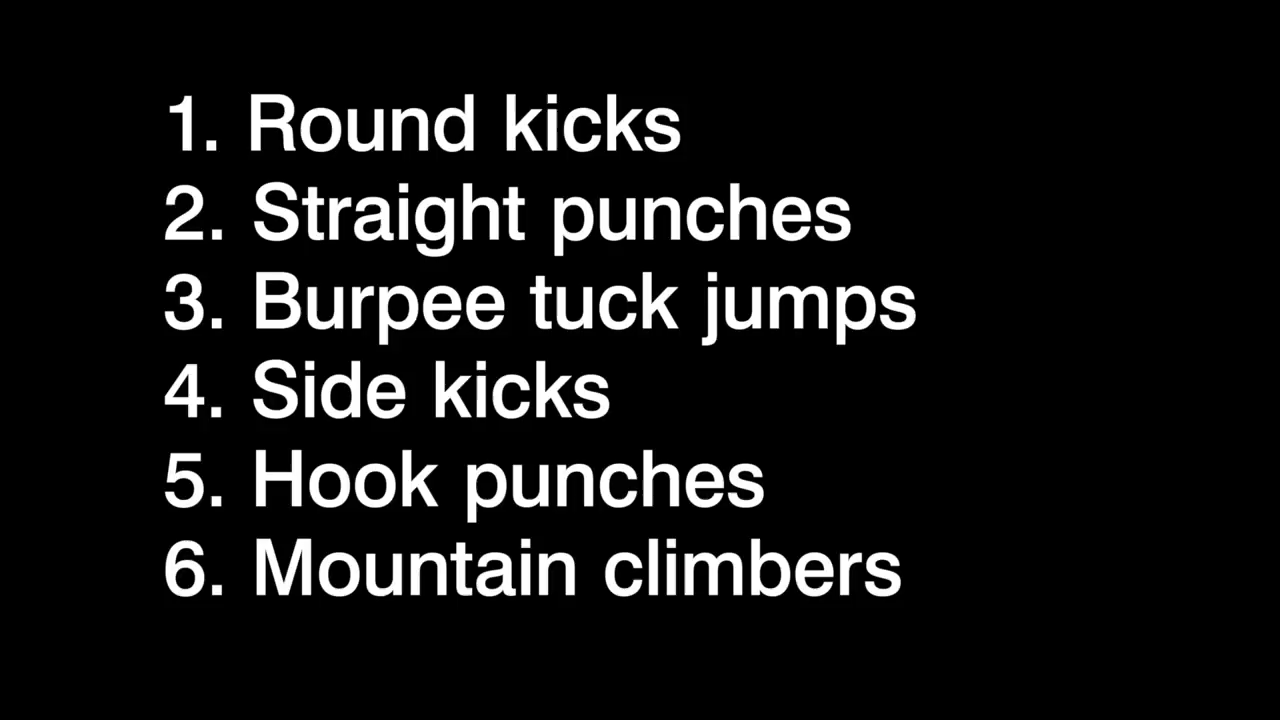 1. Round kicks
2. Straight punches
3. Burpee tuck jumps
4. Side kicks
5. Hook punches
6. Mountain climbers